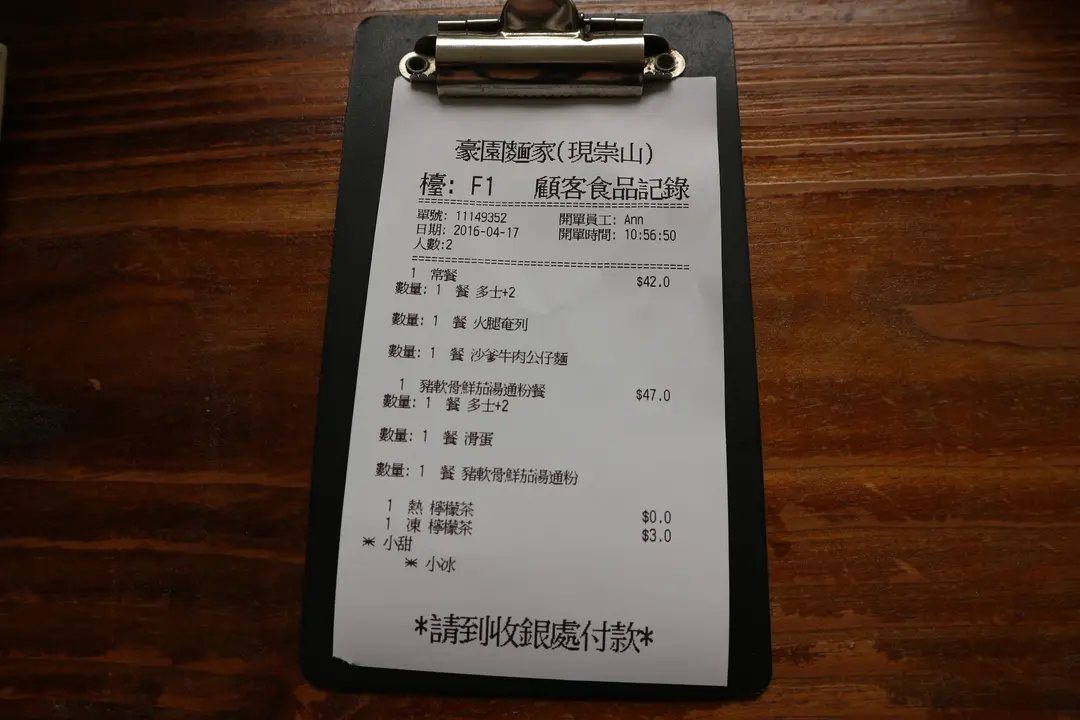 豪園麵家(現崇山)
檯: F1 顧客食品記錄
單號: 11149352 開單員工: Ann
日期: 2016-04-17 開單時間: 10:56:50
人數:2
1 常餐 $42.0
數量: 1 餐 多士+2
數量: 1 餐 火腿奄列
數量: 1 餐 沙爹牛肉公仔麵
1 豬軟骨鮮茄湯通粉餐 $47.0
數量: 1 餐 多士+2
數量: 1 餐 滑蛋
數量: 1 餐 豬軟骨鮮茄湯通粉
1 熱 檸檬茶 $0.0
1 凍 檸檬茶 $3.0
* 小甜
* 小冰
*請到收銀處付款*